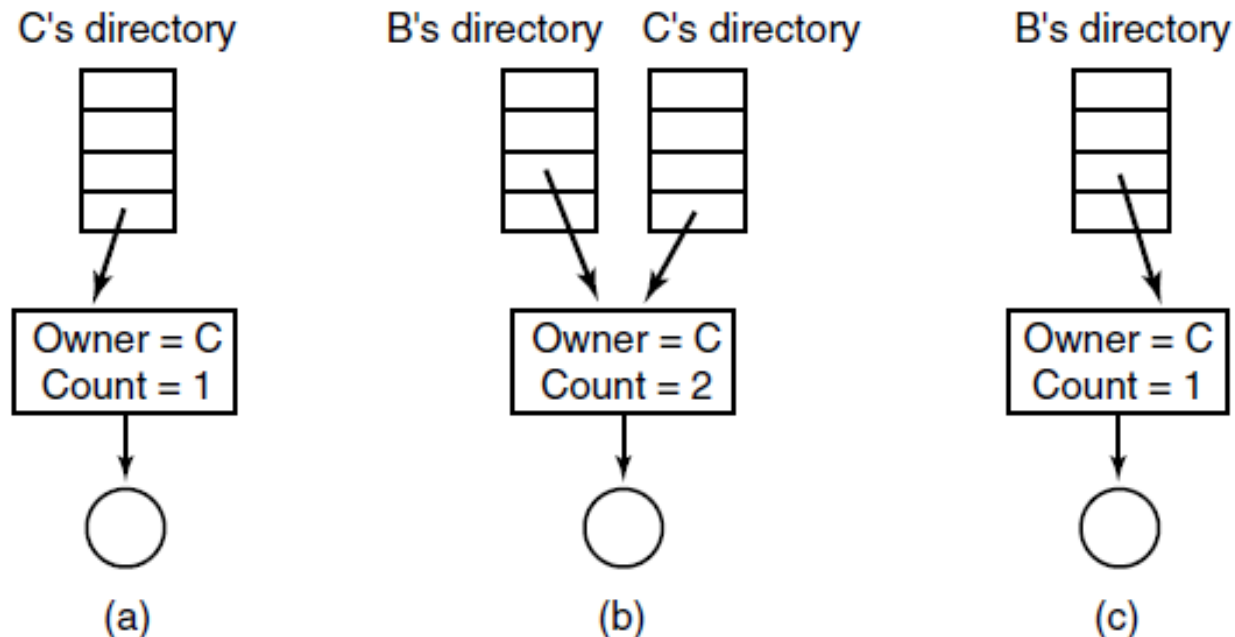 C's directory
B's directory
C's directory
B's directory
Owner = C
Count = 1
Owner = C
Count = 2
Owner = C
Count = 1
(a)
(b)
(c)